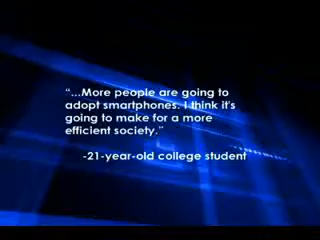 "...More people are going to
adopt smartphones. I think it's
going to make for a more
efficient society."
-21-year-old college student